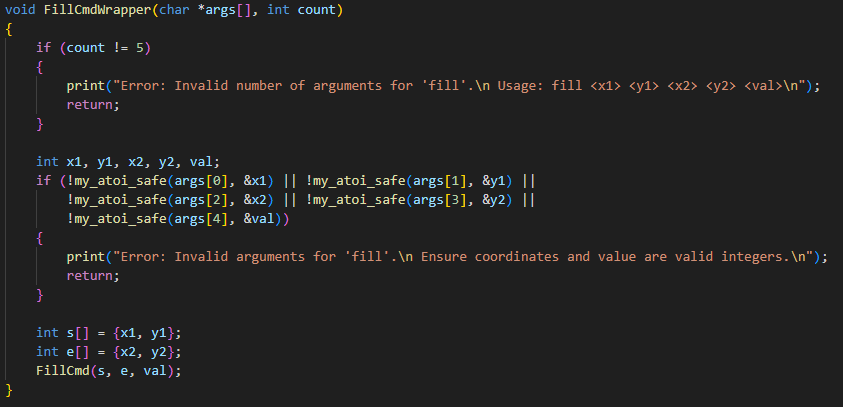 void FillCmdWrapper(char *args[], int count)
{
    if (count != 5)
    {
        print("Error: Invalid number of arguments for 'fill'.\n Usage: fill <x1> <y1> <x2> <y2> <val>\n");
        return;
    }

    int x1, y1, x2, y2, val;
    if (!my_atoi_safe(args[0], &x1) || !my_atoi_safe(args[1], &y1) ||
        !my_atoi_safe(args[2], &x2) || !my_atoi_safe(args[3], &y2) ||
        !my_atoi_safe(args[4], &val))
    {
        print("Error: Invalid arguments for 'fill'.\n Ensure coordinates and value are valid integers.\n");
        return;
    }

    int s[] = {x1, y1};
    int e[] = {x2, y2};
    FillCmd(s, e, val);
}